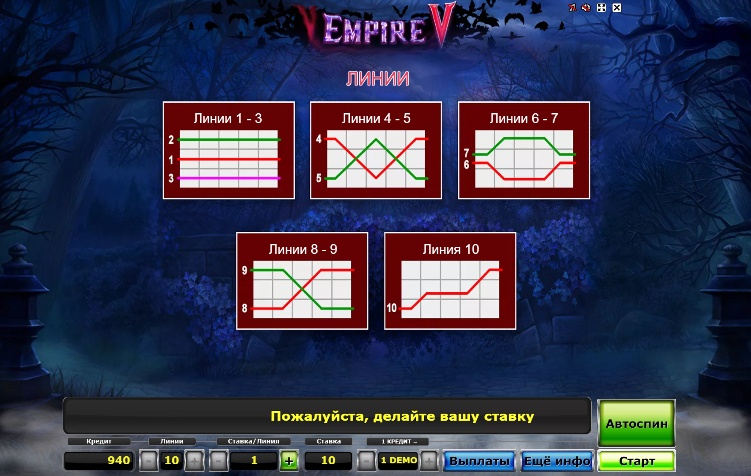 EMPIRE V
ЛИНИИ
Линии 1 - 3
2
1
3
Линии 4 - 5
4
5
Линии 6 - 7
7
6
Линии 8 - 9
9
8
Линия 10
10
Пожалуйста, делайте вашу ставку
Автоспин
Кредит Линии Ставка/Линия Ставка 1 КРЕДИТ =
940 - 10 + - 1 + 10 - 1 DEMO + Выплаты Ещё инфо Старт